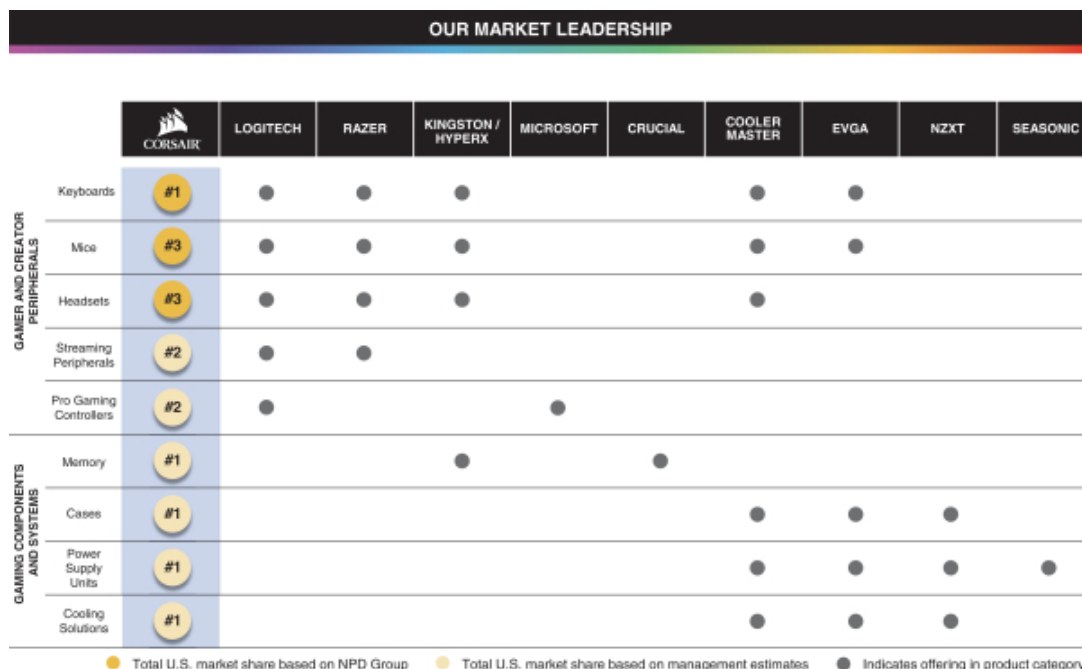 OUR MARKET LEADERSHIP
CORSAIR
LOGITECH
RAZER
KINGSTON /
HYPERX
MICROSOFT
CRUCIAL
COOLER
MASTER
EVGA
NZXT
SEASONIC
GAMER AND CREATOR
PERIPHERALS
Keyboards
#1
Mice
#3
Headsets
#3
Streaming
Peripherals
#2
Pro Gaming
Controllers
#2
GAMING COMPONENTS
AND SYSTEMS
Memory
#1
Cases
#1
Power
Supply
Units
#1
Cooling
Solutions
#1
Total U.S. market share based on NPD Group
Total U.S. market share based on management estimates
Indicates offering in product category